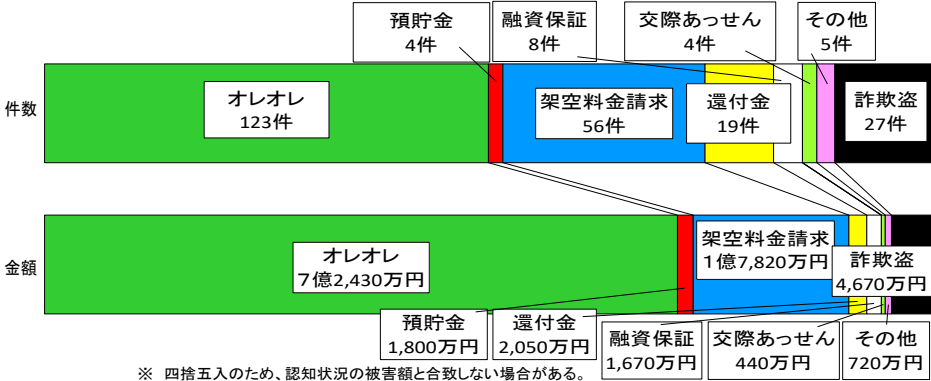 預貯金
4件
融資保証
8件
交際あっせん
4件
その他
5件
件数
オレオレ
123件
架空料金請求
56件
還付金
19件
詐欺盗
27件
金額
オレオレ
7億2,430万円
架空料金請求
1億7,820万円
詐欺盗
4,670万円
預貯金
1,800万円
還付金
2,050万円
融資保証
1,670万円
交際あっせん
440万円
その他
720万円
※ 四捨五入のため、認知状況の被害額と合致しない場合がある。